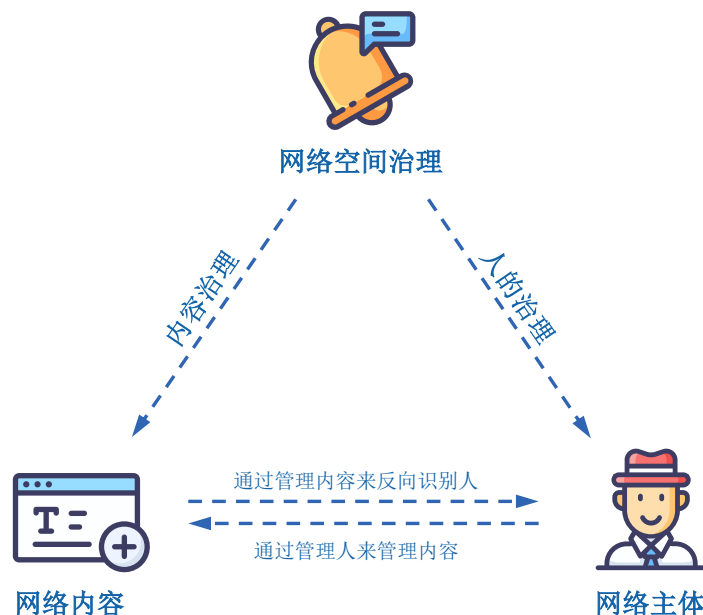 网络空间治理
内容治理
人的治理
通过管理内容来反向识别人
通过管理人来管理内容
T
网络内容
网络主体